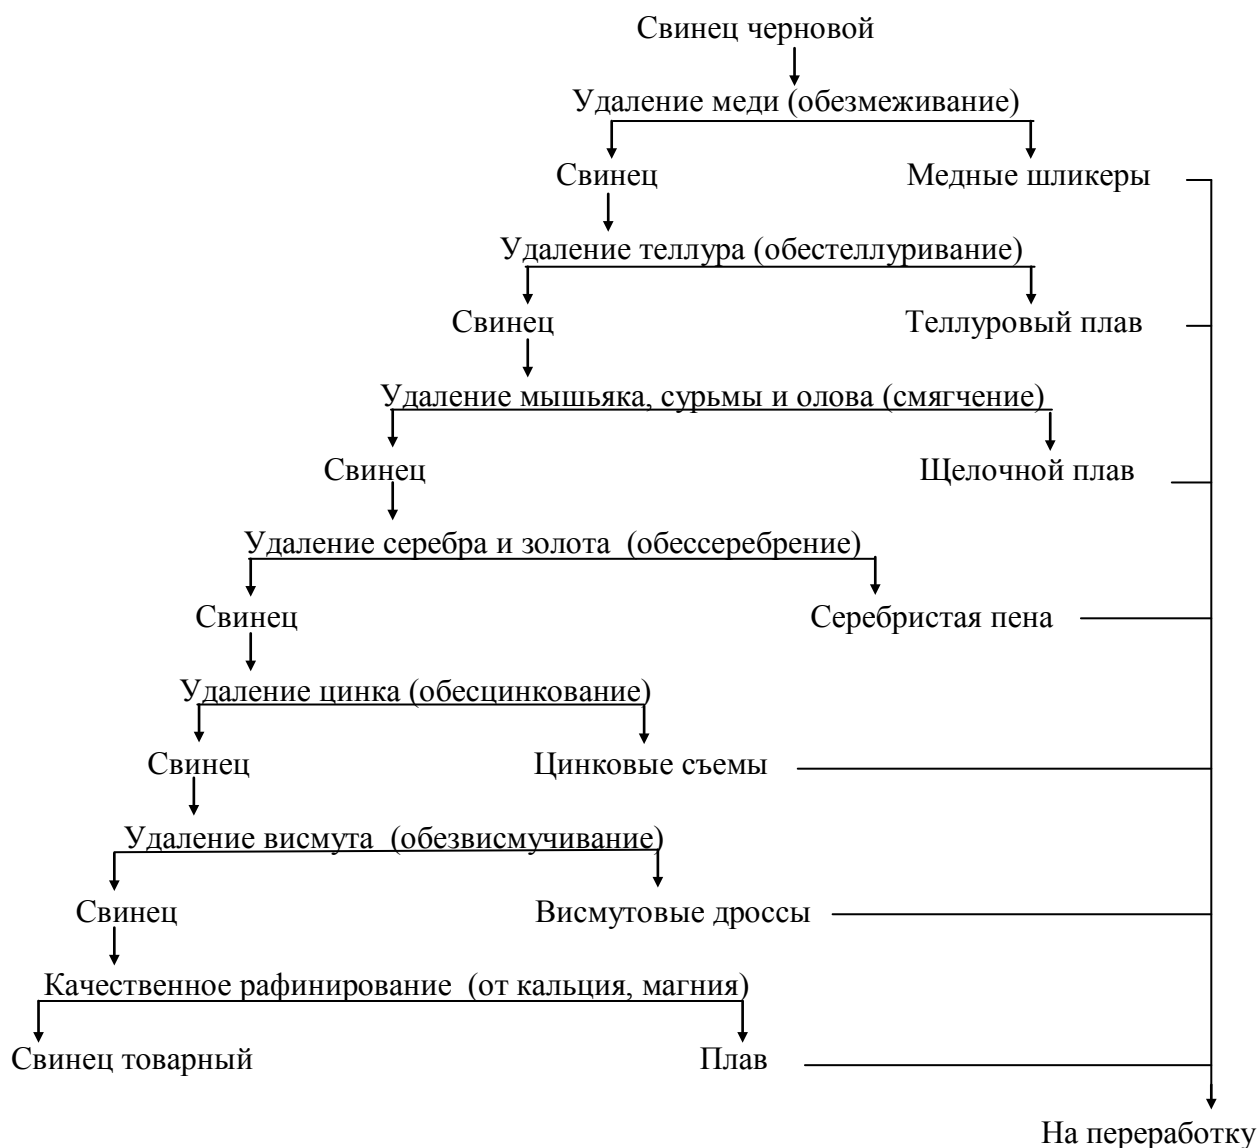 Свинец черновой
Удаление меди (обезмеживание)
Свинец Медные шликеры
Удаление теллура (обестеллуривание)
Свинец Теллуровый плав
Удаление мышьяка, сурьмы и олова (смягчение)
Свинец Щелочной плав
Удаление серебра и золота (обессеребрение)
Свинец Серебристая пена
Удаление цинка (обесцинкование)
Свинец Цинковые съемы
Удаление висмута (обезвисмучивание)
Свинец Висмутовые дроссы
Качественное рафинирование (от кальция, магния)
Свинец товарный Плав
На переработку